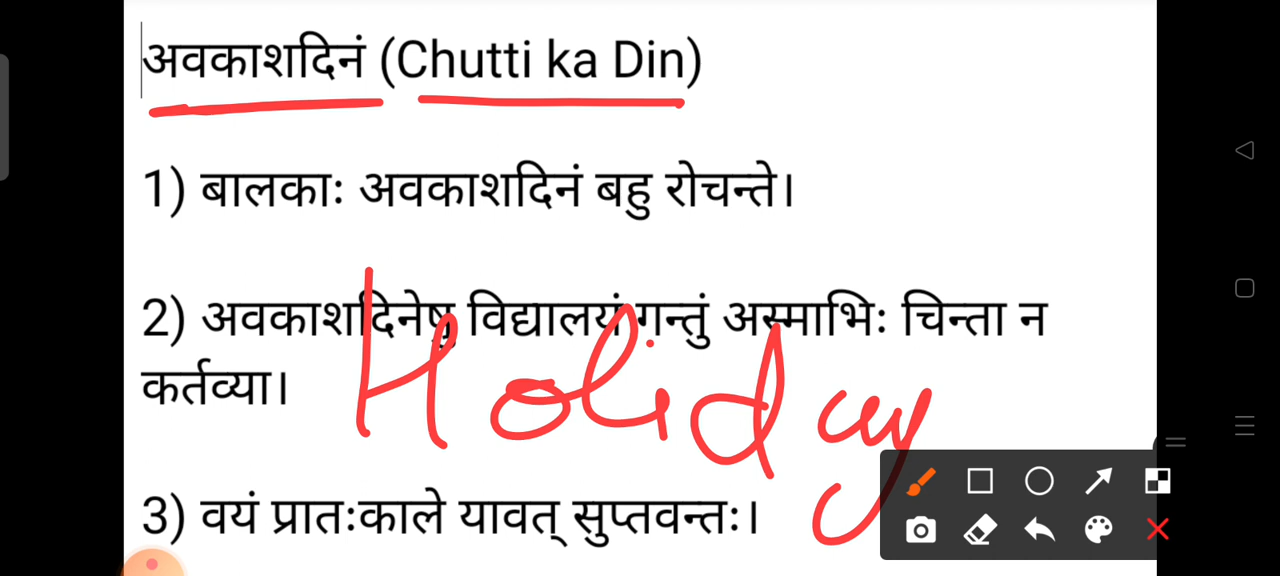 अवकाशदिनं (Chutti ka Din)
1) बालकाः अवकाशदिनं बहु रोचन्ते।
2) अवकाशदिनेषु विद्यालयं गन्तुं अस्माभिः चिन्ता न
कर्तव्या।
Holiday
3) वयं प्रातःकाले यावत् सुप्तवन्तः।